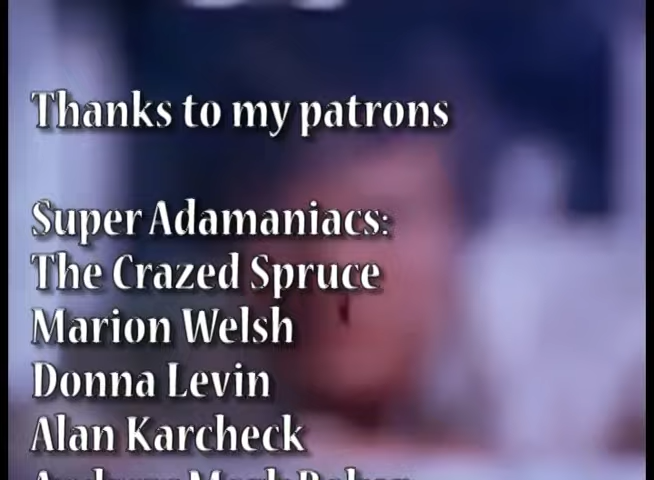 Thanks to my patrons
Super Adamaniacs:
The Crazed Spruce
Marion Welsh
Donna Levin
Alan Karcheck